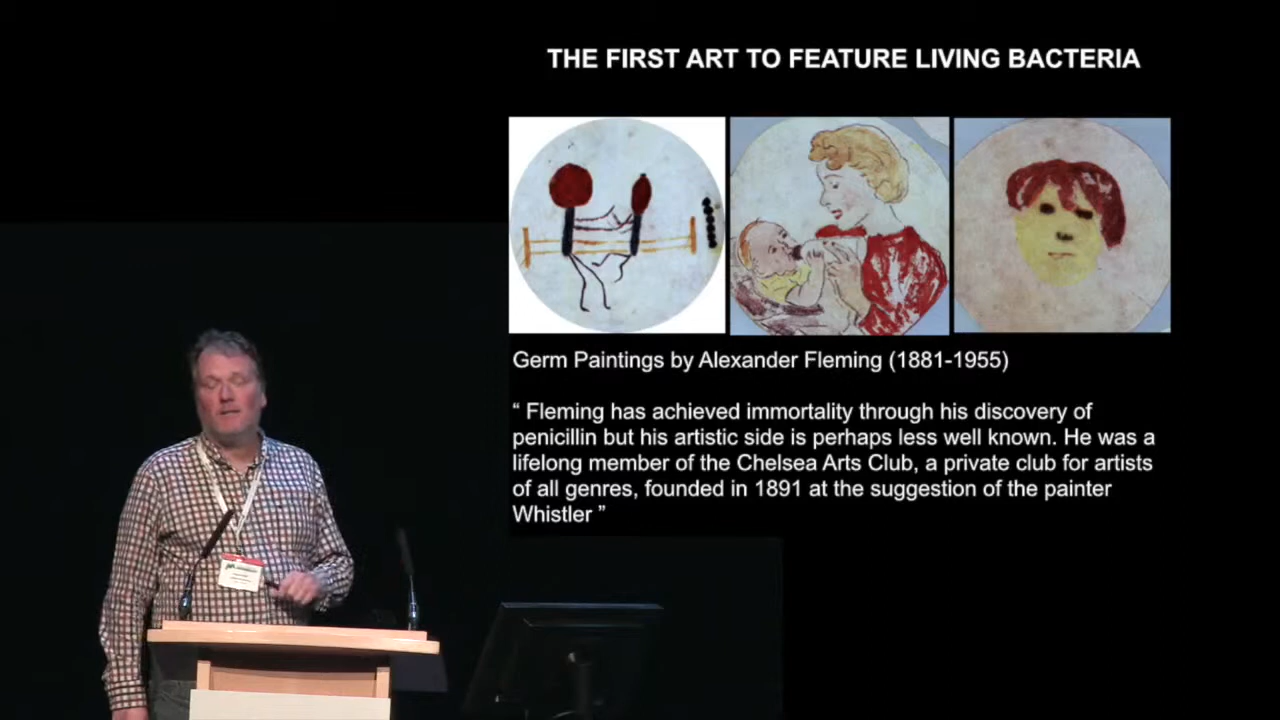 THE FIRST ART TO FEATURE LIVING BACTERIA
Germ Paintings by Alexander Fleming (1881-1955)
“ Fleming has achieved immortality through his discovery of
penicillin but his artistic side is perhaps less well known. He was a
lifelong member of the Chelsea Arts Club, a private club for artists
of all genres, founded in 1891 at the suggestion of the painter
Whistler ”